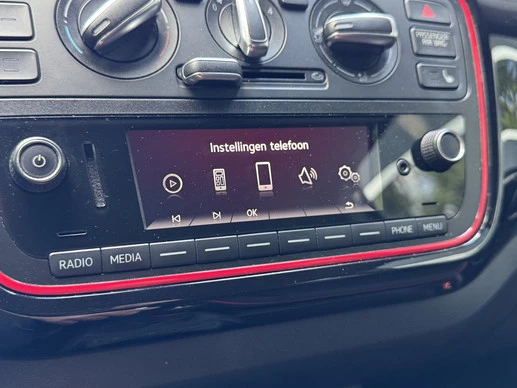 PASSENGER
AIR BAG
Instellingen telefoon
OK
RADIO
MEDIA
PHONE
MENU